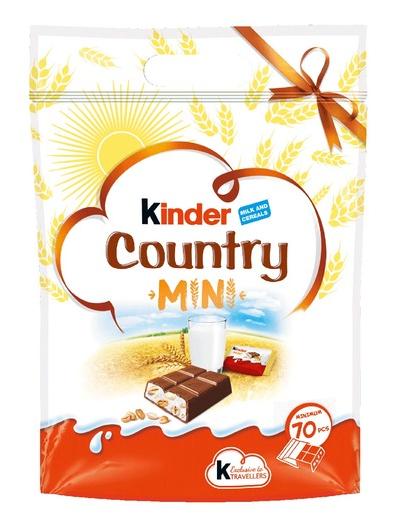 Kinder
MILK AND
CEREALS
Country
MINI
MINIMUM
70 PCS
K Exclusive to
TRAVELLERS